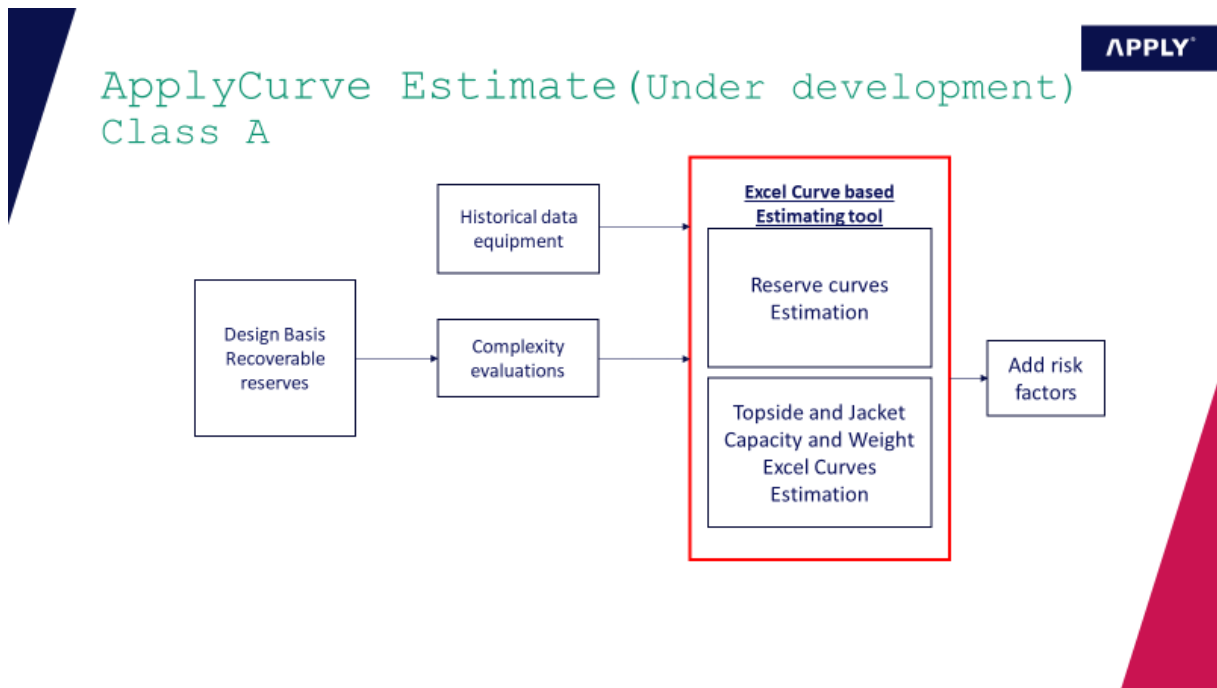 ΛPPLY®
ApplyCurve Estimate(Under development)
Class A
Historical data
equipment
Design Basis
Recoverable
reserves
Complexity
evaluations
Excel Curve based
Estimating tool
Reserve curves
Estimation
Topside and Jacket
Capacity and Weight
Excel Curves
Estimation
Add risk
factors